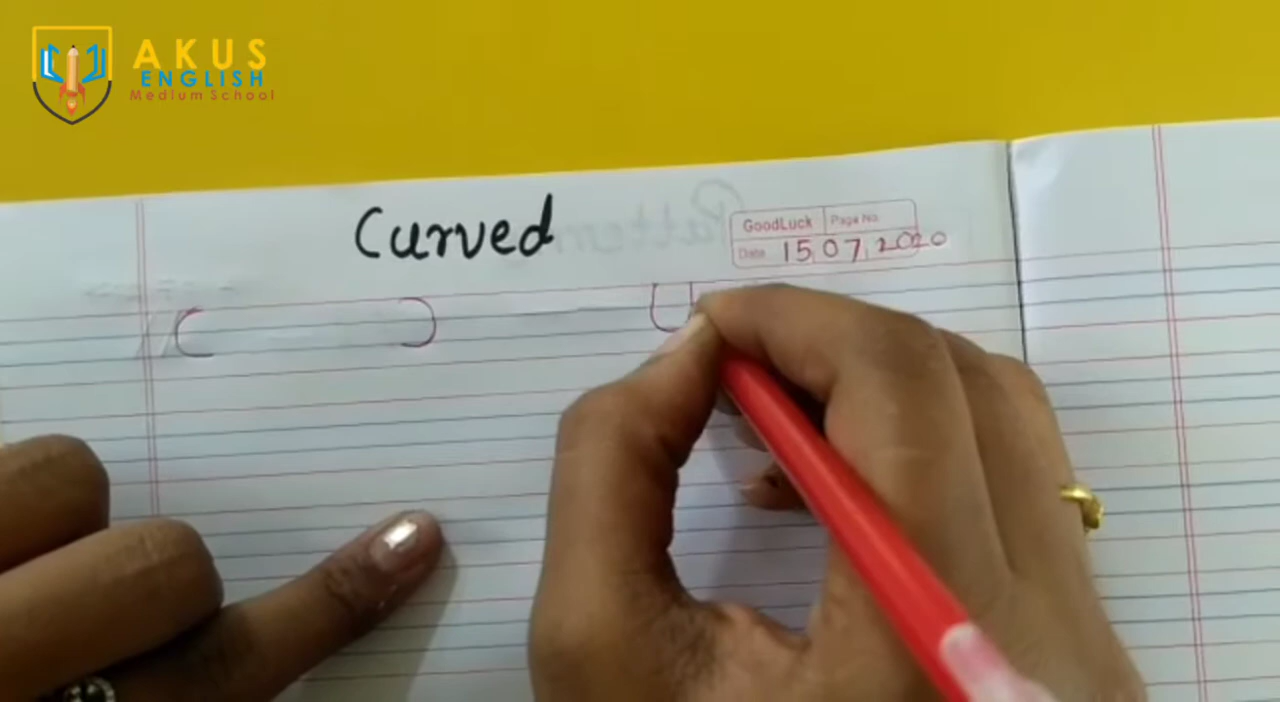 AKUS
ENGLISH
Medium School
Curved
GoodLuck Page No.
Date 15 07 2020